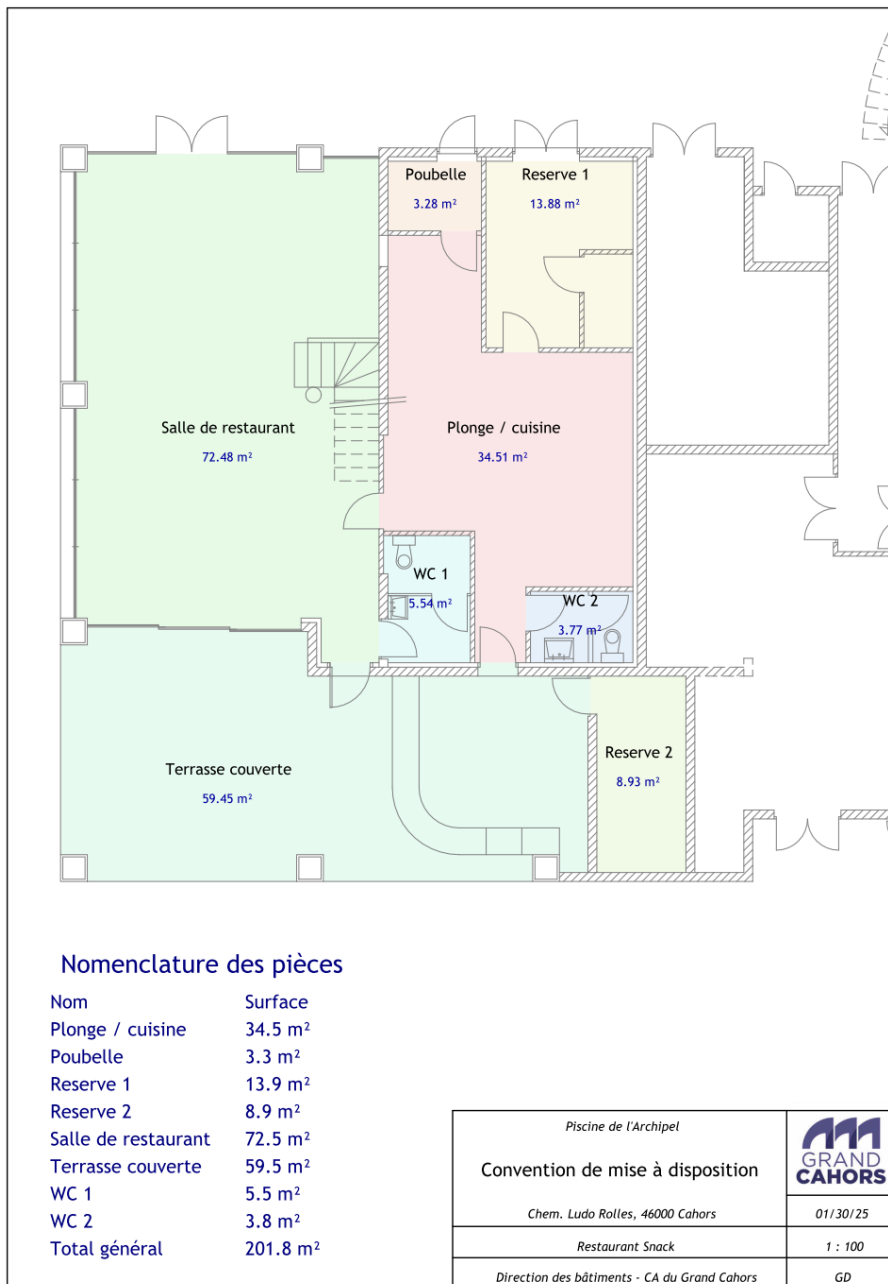 Poubelle
3.28 m²
Reserve 1
13.88 m²
Salle de restaurant
72.48 m²
Plonge / cuisine
34.51 m²
WC 1
5.54 m²
WC 2
3.77 m²
Terrasse couverte
59.45 m²
Reserve 2
8.93 m²
Nomenclature des pièces
Nom Surface
Plonge / cuisine 34.5 m²
Poubelle 3.3 m²
Reserve 1 13.9 m²
Reserve 2 8.9 m²
Salle de restaurant 72.5 m²
Terrasse couverte 59.5 m²
WC 1 5.5 m²
WC 2 3.8 m²
Total général 201.8 m²
Piscine de l'Archipel
Convention de mise à disposition
GRAND
CAHORS
Chem. Ludo Rolles, 46000 Cahors 01/30/25
Restaurant Snack 1 : 100
Direction des bâtiments - CA du Grand Cahors GD